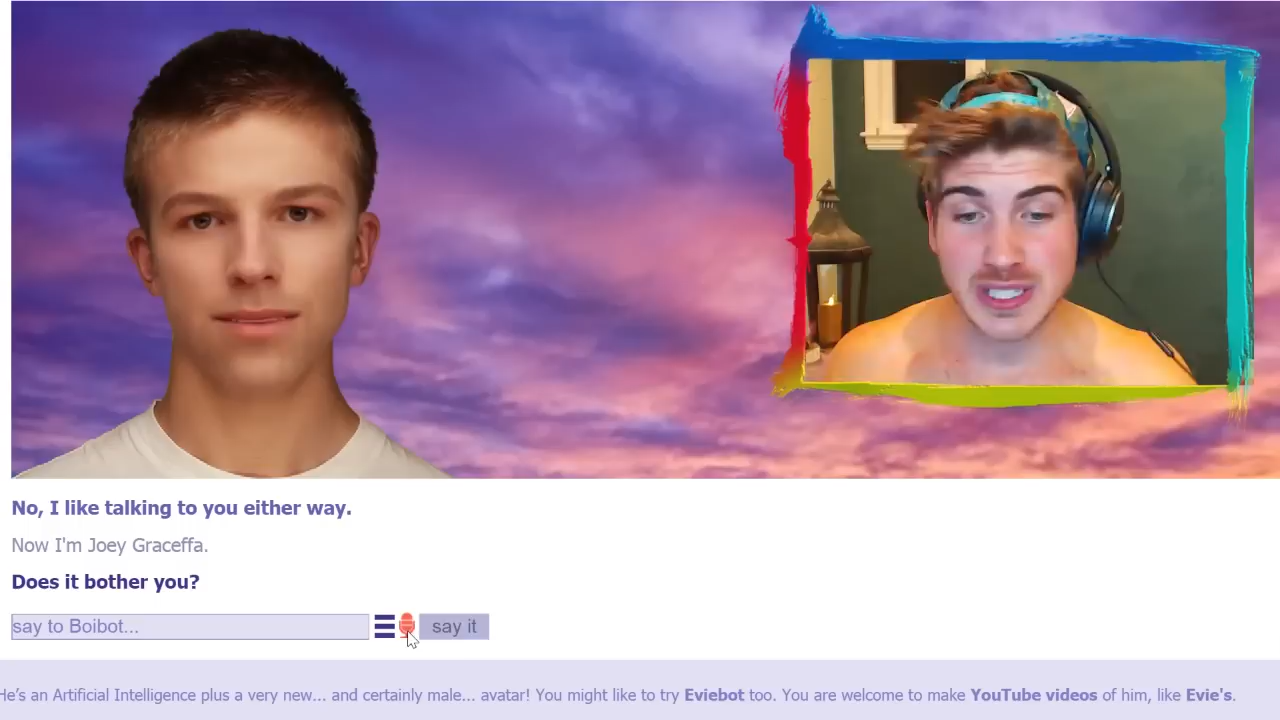 No, I like talking to you either way.
Now I'm Joey Graceffa.
Does it bother you?
say to Boibot...
say it
He's an Artificial Intelligence plus a very new... and certainly male... avatar! You might like to try Eviebot too. You are welcome to make YouTube videos of him, like Evie's.